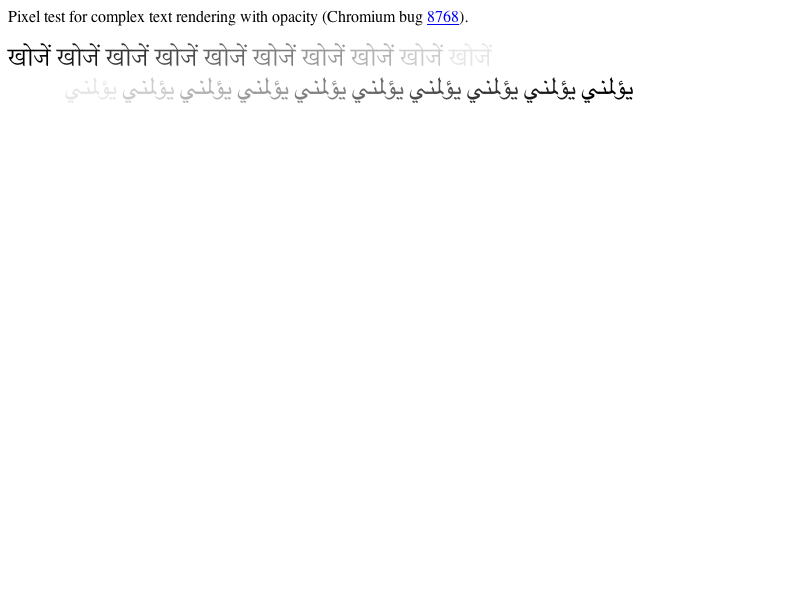 Pixel test for complex text rendering with opacity (Chromium bug 8768).
खोजें खोजें खोजें खोजें खोजें खोजें खोजें खोजें खोजें खोजें
يؤلمني يؤلمني يؤلمني يؤلمني يؤلمني يؤلمني يؤلمني يؤلمني يؤلمني يؤلمني